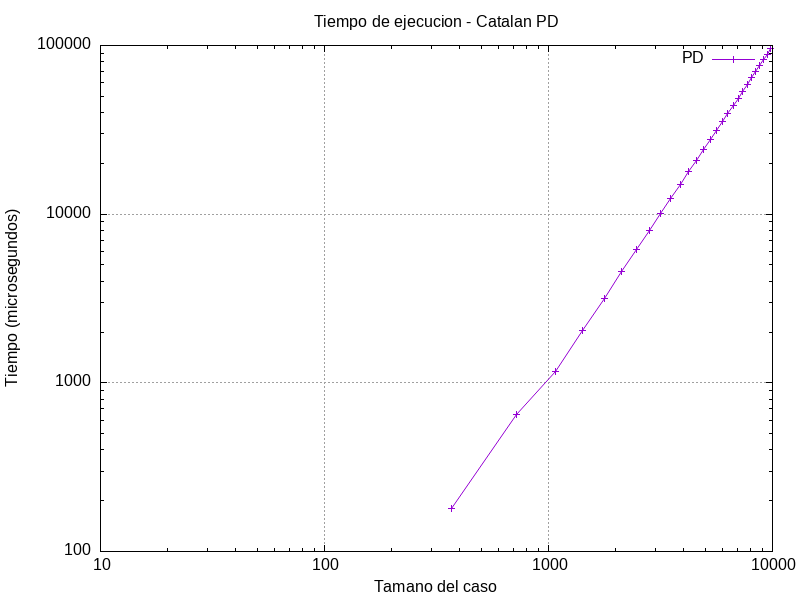 Tiempo de ejecucion - Catalan PD
100000
PD
10000
Tiempo (microsegundos)
1000
100
10
100
1000
10000
Tamano del caso